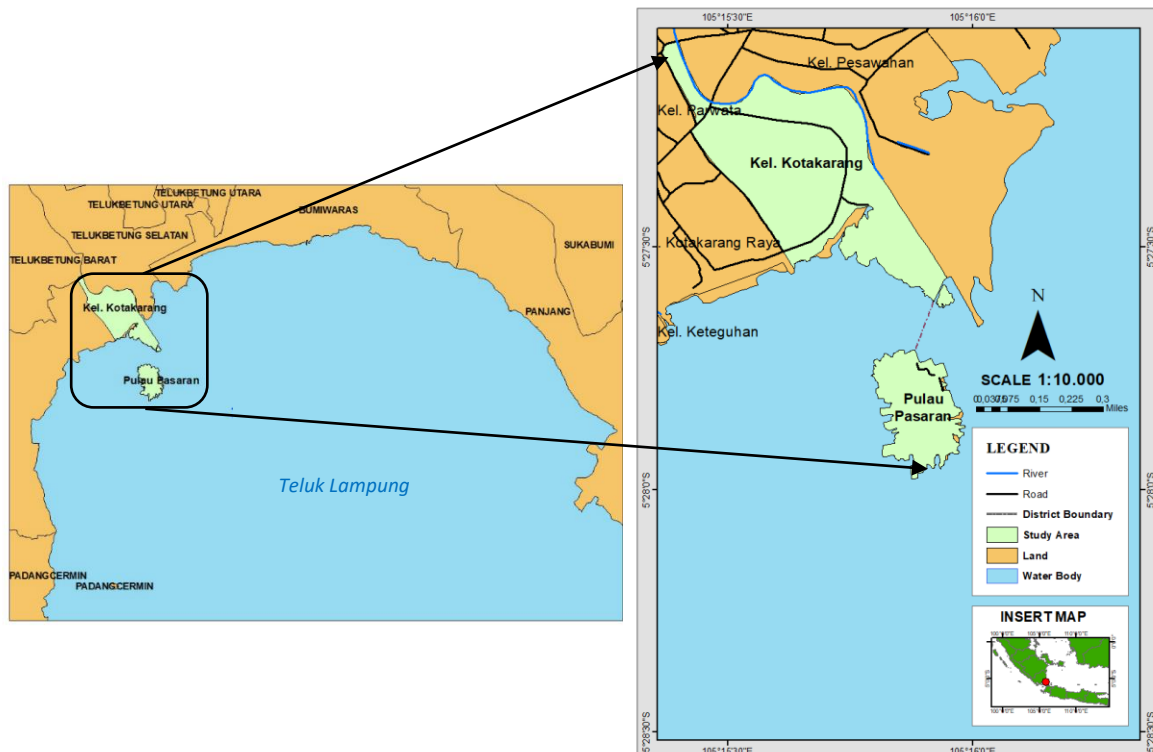 TELUKBETUNG UTARA
TELUKBETUNG UTARA
BUMIWARAS
TELUKBETUNG SELATAN
SUKABUMI
TELUKBETUNG BARAT
Kel. Kotakarang
PANJANG
Pulau Pasaran
Teluk Lampung
PADANGCERMIN
PADANGCERMIN
105°15'30"E
105°16'0"E
Kel. Pesawahan
Kel. Parwata
Kel. Kotakarang
Kotakarang Raya
5°27'30"S
5°27'30"S
Kel. Keteguhan
N
SCALE 1:10.000
0,15
0,225
0,3
Miles
Pulau
Pasaran
5°28'0"S
5°28'0"S
LEGEND
River
Road
District Boundary
Study Area
Land
Water Body
INSERT MAP
5°28'30"S
5°28'30"S
105°15'30"E
105°16'0"E